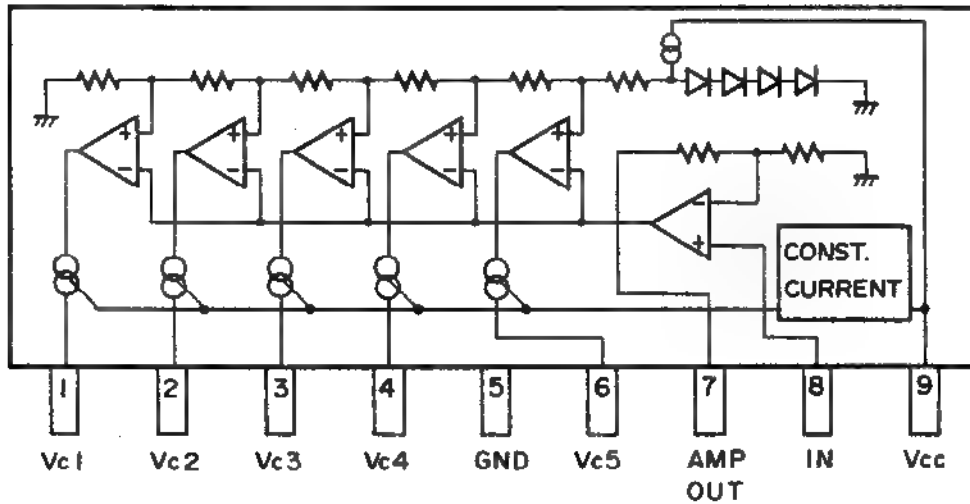 + + + + +
- - - - -
-
+
CONST.
CURRENT
1 2 3 4 5 6 7 8 9
Vc1 Vc2 Vc3 Vc4 GND Vc5 AMP OUT IN Vcc